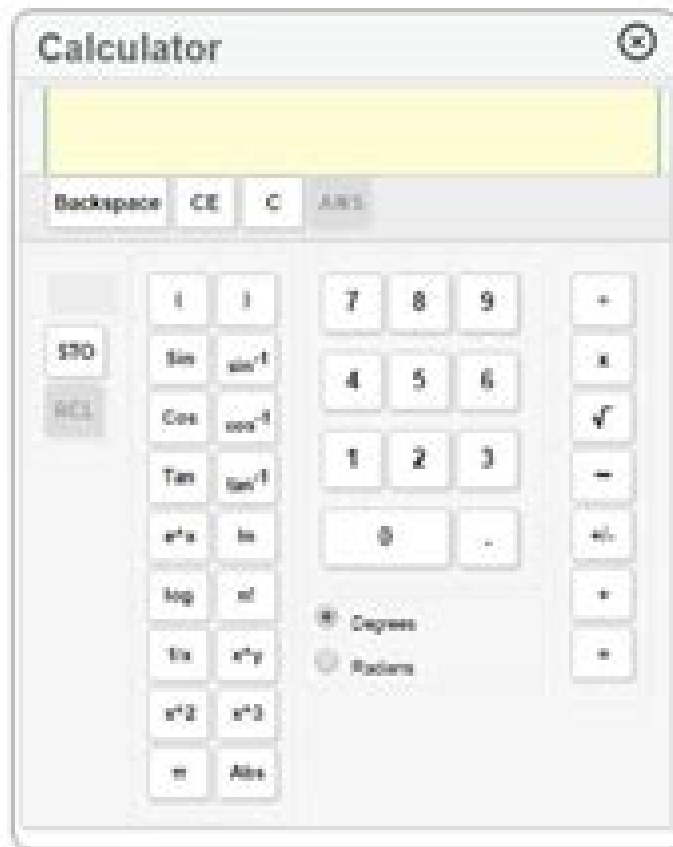 Calculator
Backspace CE C ANS
( ) 7 8 9 ÷
STO Sin sin⁻¹ 4 5 6 x
RCL Cos cos⁻¹ √
Tan tan⁻¹ 1 2 3 −
e^x ln 0 . +/-
log n! +
Degrees
1/x x^y =
Radians
x^2 x^3
π Abs